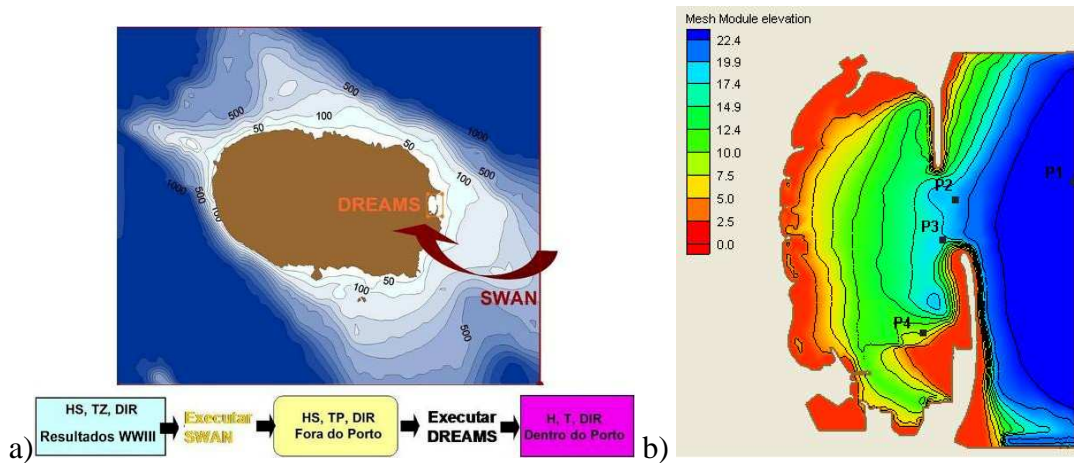 500
500
100
50
1000
500
50
100
1000
500
100
DREAMS
50
100
SWAN
500
500
HS, TZ, DIR
Resultados WWIII
Executar
SWAN
HS, TP, DIR
Fora do Porto
Executar
DREAMS
H, T, DIR
Dentro do Porto
a)
b)
Mesh Module elevation
22.4
19.9
17.4
14.9
12.4
10.0
7.5
5.0
2.5
0.0
P1
P2
P3
P4